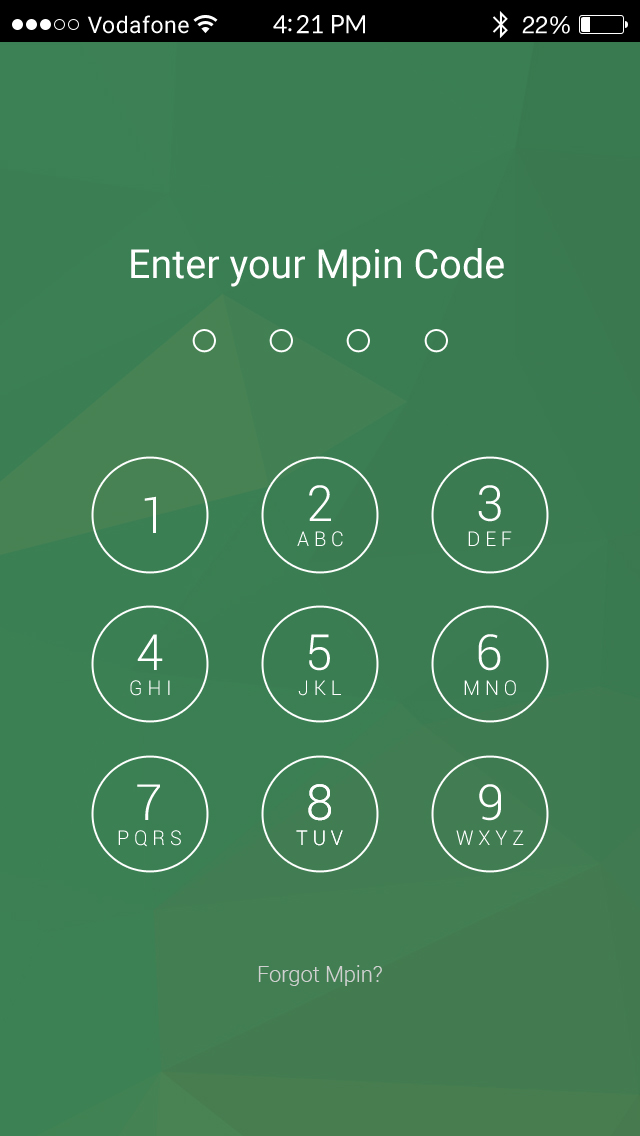 Vodafone 4:21 PM 22%
Enter your Mpin Code
1 2 3
ABC DEF
4 5 6
GHI JKL MNO
7 8 9
PQRS TUV WXYZ
Forgot Mpin?